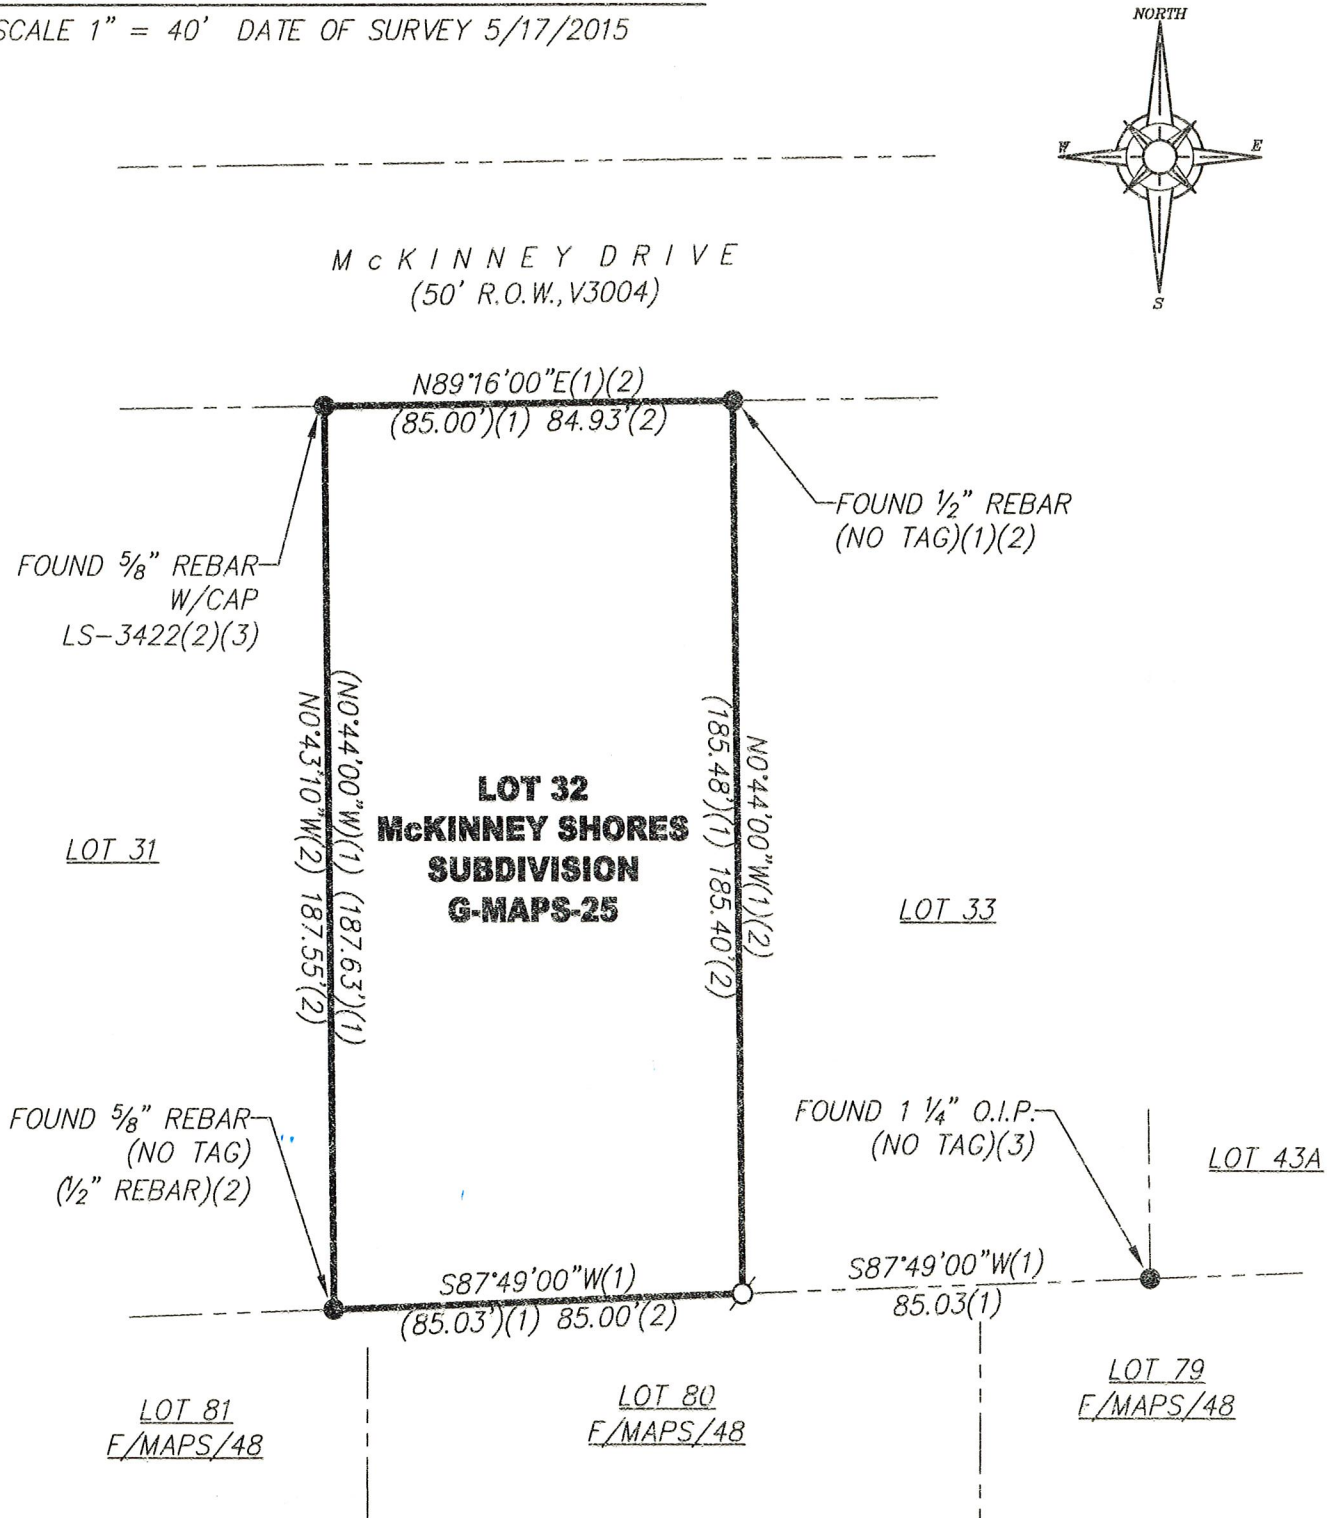 SCALE 1" = 40' DATE OF SURVEY 5/17/2015
NORTH
W
E
S
McKINNEY DRIVE
(50' R.O.W., V3004)
N89°16'00"E(1)(2)
(85.00')(1) 84.93'(2)
FOUND ½" REBAR
(NO TAG)(1)(2)
FOUND ⅝" REBAR
W/CAP
LS-3422(2)(3)
(N0°44'00"W)(1) (187.63')(1)
N0°43'10"W(2) 187.55'(2)
N0°44'00"W(1)(2)
(185.48')(1) 185.40'(2)
LOT 32
McKINNEY SHORES
SUBDIVISION
G-MAPS-25
LOT 31
LOT 33
FOUND ⅝" REBAR
(NO TAG)
(½" REBAR)(2)
FOUND 1 ¼" O.I.P.
(NO TAG)(3)
LOT 43A
S87°49'00"W(1)
(85.03')(1) 85.00'(2)
S87°49'00"W(1)
85.03(1)
LOT 81
F/MAPS/48
LOT 80
F/MAPS/48
LOT 79
F/MAPS/48